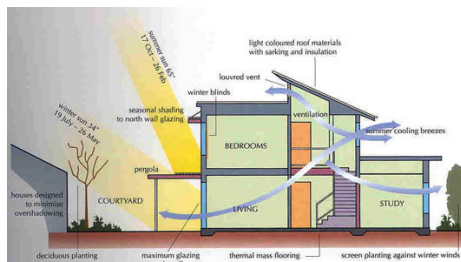 summer sun 65°
17 Oct - 26 Feb
light coloured roof materials
with sarking and insulation
louvred vent
winter blinds
winter sun 34°
19 July - 26 May
seasonal shading
to north wall glazing
ventilation
summer cooling breezes
BEDROOMS
pergola
houses designed
to minimise
overshadowing
COURTYARD
LIVING
STUDY
deciduous planting
maximum glazing
thermal mass flooring
screen planting against winter winds